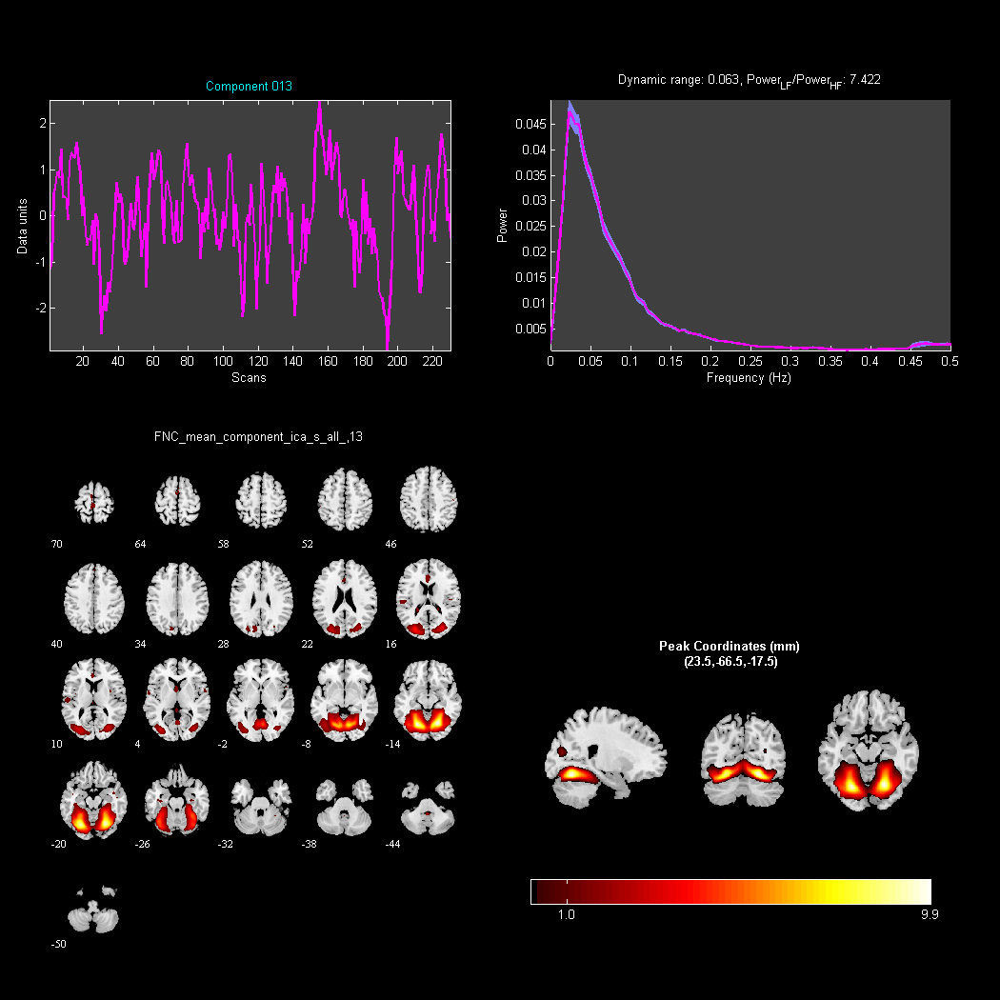 Component 013
2
1
0
-1
-2
Data units
20 40 60 80 100 120 140 160 180 200 220
Scans
Dynamic range: 0.063, PowerLF/PowerHF: 7.422
0.045
0.04
0.035
0.03
0.025
0.02
0.015
0.01
0.005
Power
0 0.05 0.1 0.15 0.2 0.25 0.3 0.35 0.4 0.45 0.5
Frequency (Hz)
FNC_mean_component_ica_s_all_,13
70 64 58 52 46
40 34 28 22 16
10 4 -2 -8 -14
-20 -26 -32 -38 -44
-50
Peak Coordinates (mm)
(23.5,-66.5,-17.5)
1.0 9.9